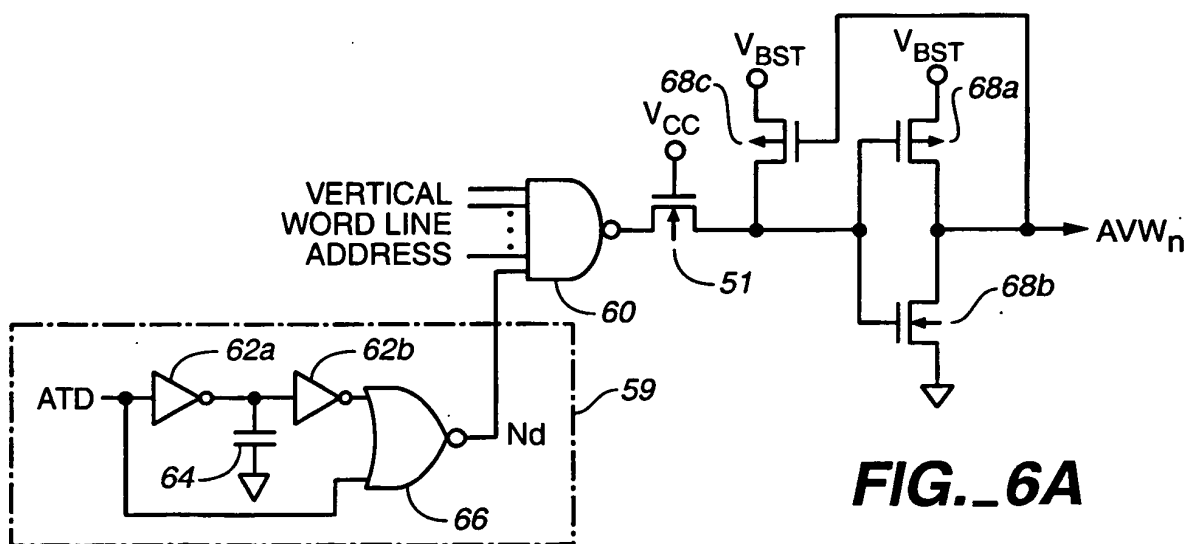 V_BST
V_BST
68c
68a
V_CC
VERTICAL
WORD LINE
ADDRESS
AVW_n
51
60
68b
62a
62b
59
ATD
Nd
64
66
FIG._6A